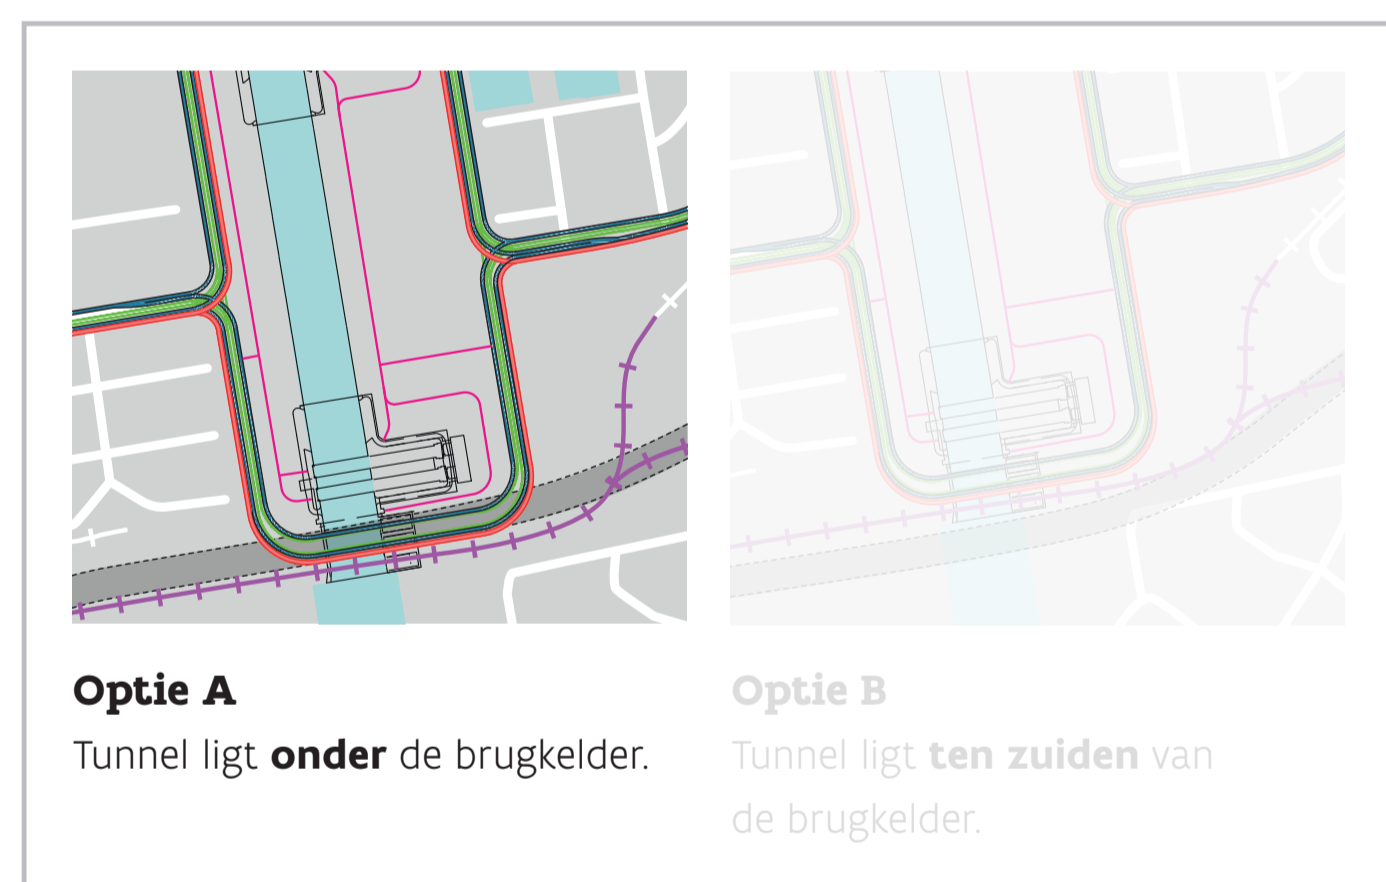 Optie A
Tunnel ligt onder de brugkelder.
Optie B
Tunnel ligt ten zuiden van
de brugkelder.